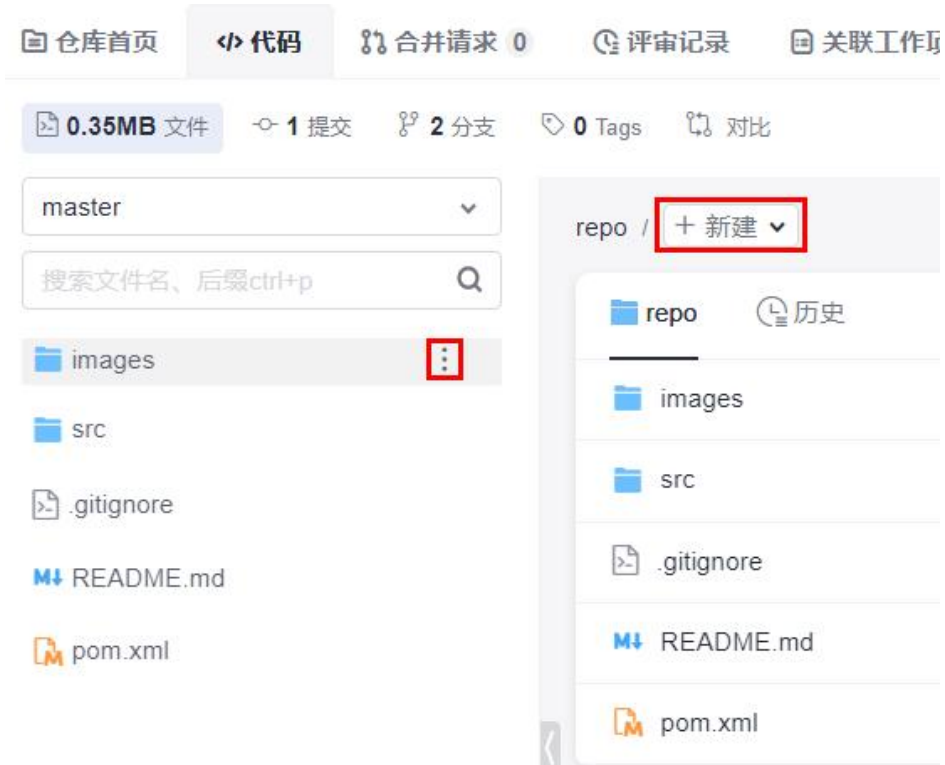 仓库首页 代码 合并请求 0 评审记录 关联工作项
0.35MB 文件 1 提交 2 分支 0 Tags 对比
master
搜索文件名、后缀ctrl+p
images
src
.gitignore
README.md
pom.xml
repo / + 新建
repo 历史
images
src
.gitignore
README.md
pom.xml